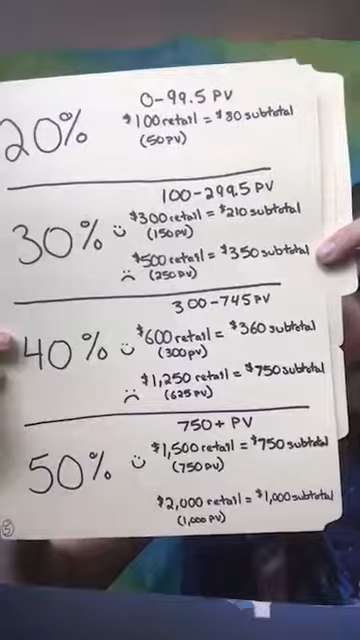 20%
0-99.5 PV
$100 retail = $80 subtotal
(50 PV)
30%
100-299.5 PV
$300 retail = $210 subtotal
(150 PV)
$500 retail = $350 subtotal
(250 PV)
40%
300-745 PV
$600 retail = $360 subtotal
(300 PV)
$1,250 retail = $750 subtotal
(625 PV)
50%
750+ PV
$1,500 retail = $750 subtotal
(750 PV)
$2,000 retail = $1,000 subtotal
(1,000 PV)
5